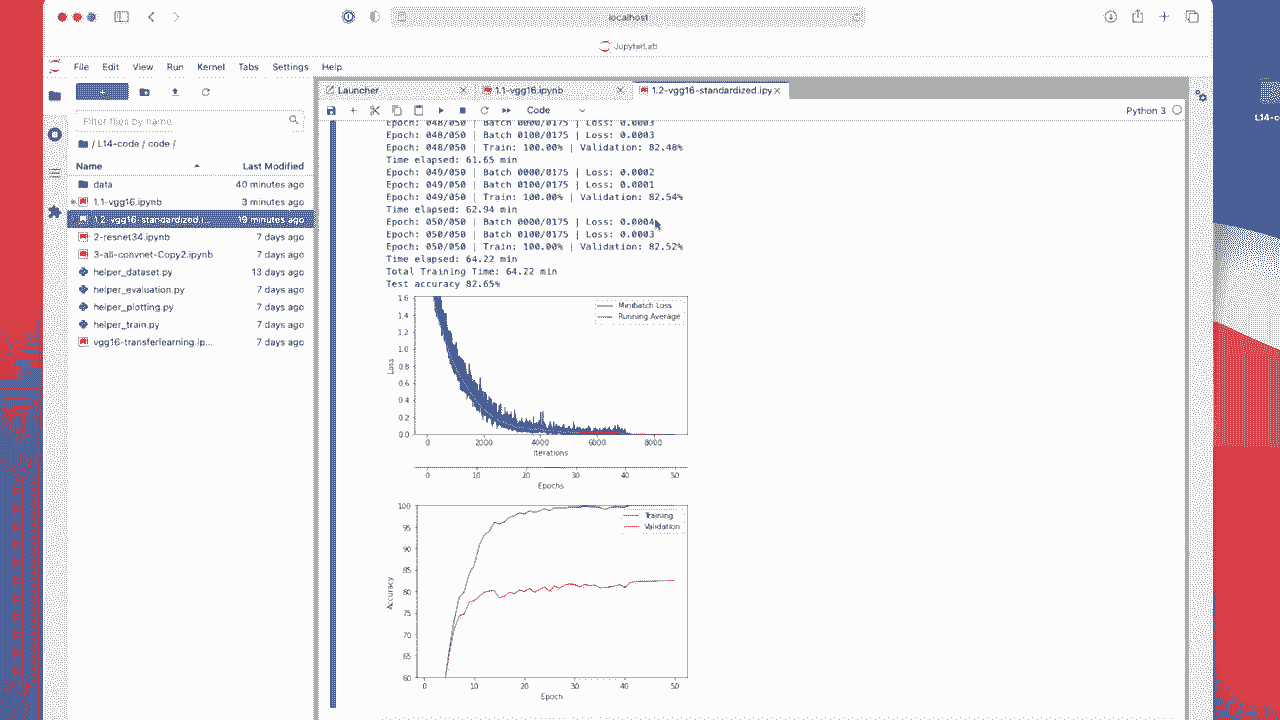 localhost
JupyterLab
File Edit View Run Kernel Tabs Settings Help
Launcher 1.1-vgg16.ipynb 1.2-vgg16-standardized.ipy
Code Python 3
Filter files by name
/ L14-code / code /
Name Last Modified
data 40 minutes ago
1.1-vgg16.ipynb 3 minutes ago
1.2-vgg16-standardized.i... 19 minutes ago
2-resnet34.ipynb 7 days ago
3-all-convnet-Copy2.ipynb 7 days ago
helper_dataset.py 13 days ago
helper_evaluation.py 7 days ago
helper_plotting.py 7 days ago
helper_train.py 7 days ago
vgg16-transferlearning.ip... 7 days ago
Epoch: 048/050 | Batch 0000/0175 | Loss: 0.0003
Epoch: 048/050 | Batch 0100/0175 | Loss: 0.0003
Epoch: 048/050 | Train: 100.00% | Validation: 82.48%
Time elapsed: 61.65 min
Epoch: 049/050 | Batch 0000/0175 | Loss: 0.0002
Epoch: 049/050 | Batch 0100/0175 | Loss: 0.0001
Epoch: 049/050 | Train: 100.00% | Validation: 82.54%
Time elapsed: 62.94 min
Epoch: 050/050 | Batch 0000/0175 | Loss: 0.0004
Epoch: 050/050 | Batch 0100/0175 | Loss: 0.0003
Epoch: 050/050 | Train: 100.00% | Validation: 82.52%
Time elapsed: 64.22 min
Total Training Time: 64.22 min
Test accuracy 82.65%
Minibatch Loss
Running Average
1.6
1.4
1.2
1.0
0.8
0.6
0.4
0.2
0.0
Loss
0 2000 4000 6000 8000
Iterations
0 10 20 30 40 50
Epochs
Training
Validation
100
95
90
85
80
75
70
65
60
Accuracy
0 10 20 30 40 50
Epoch
L14-c